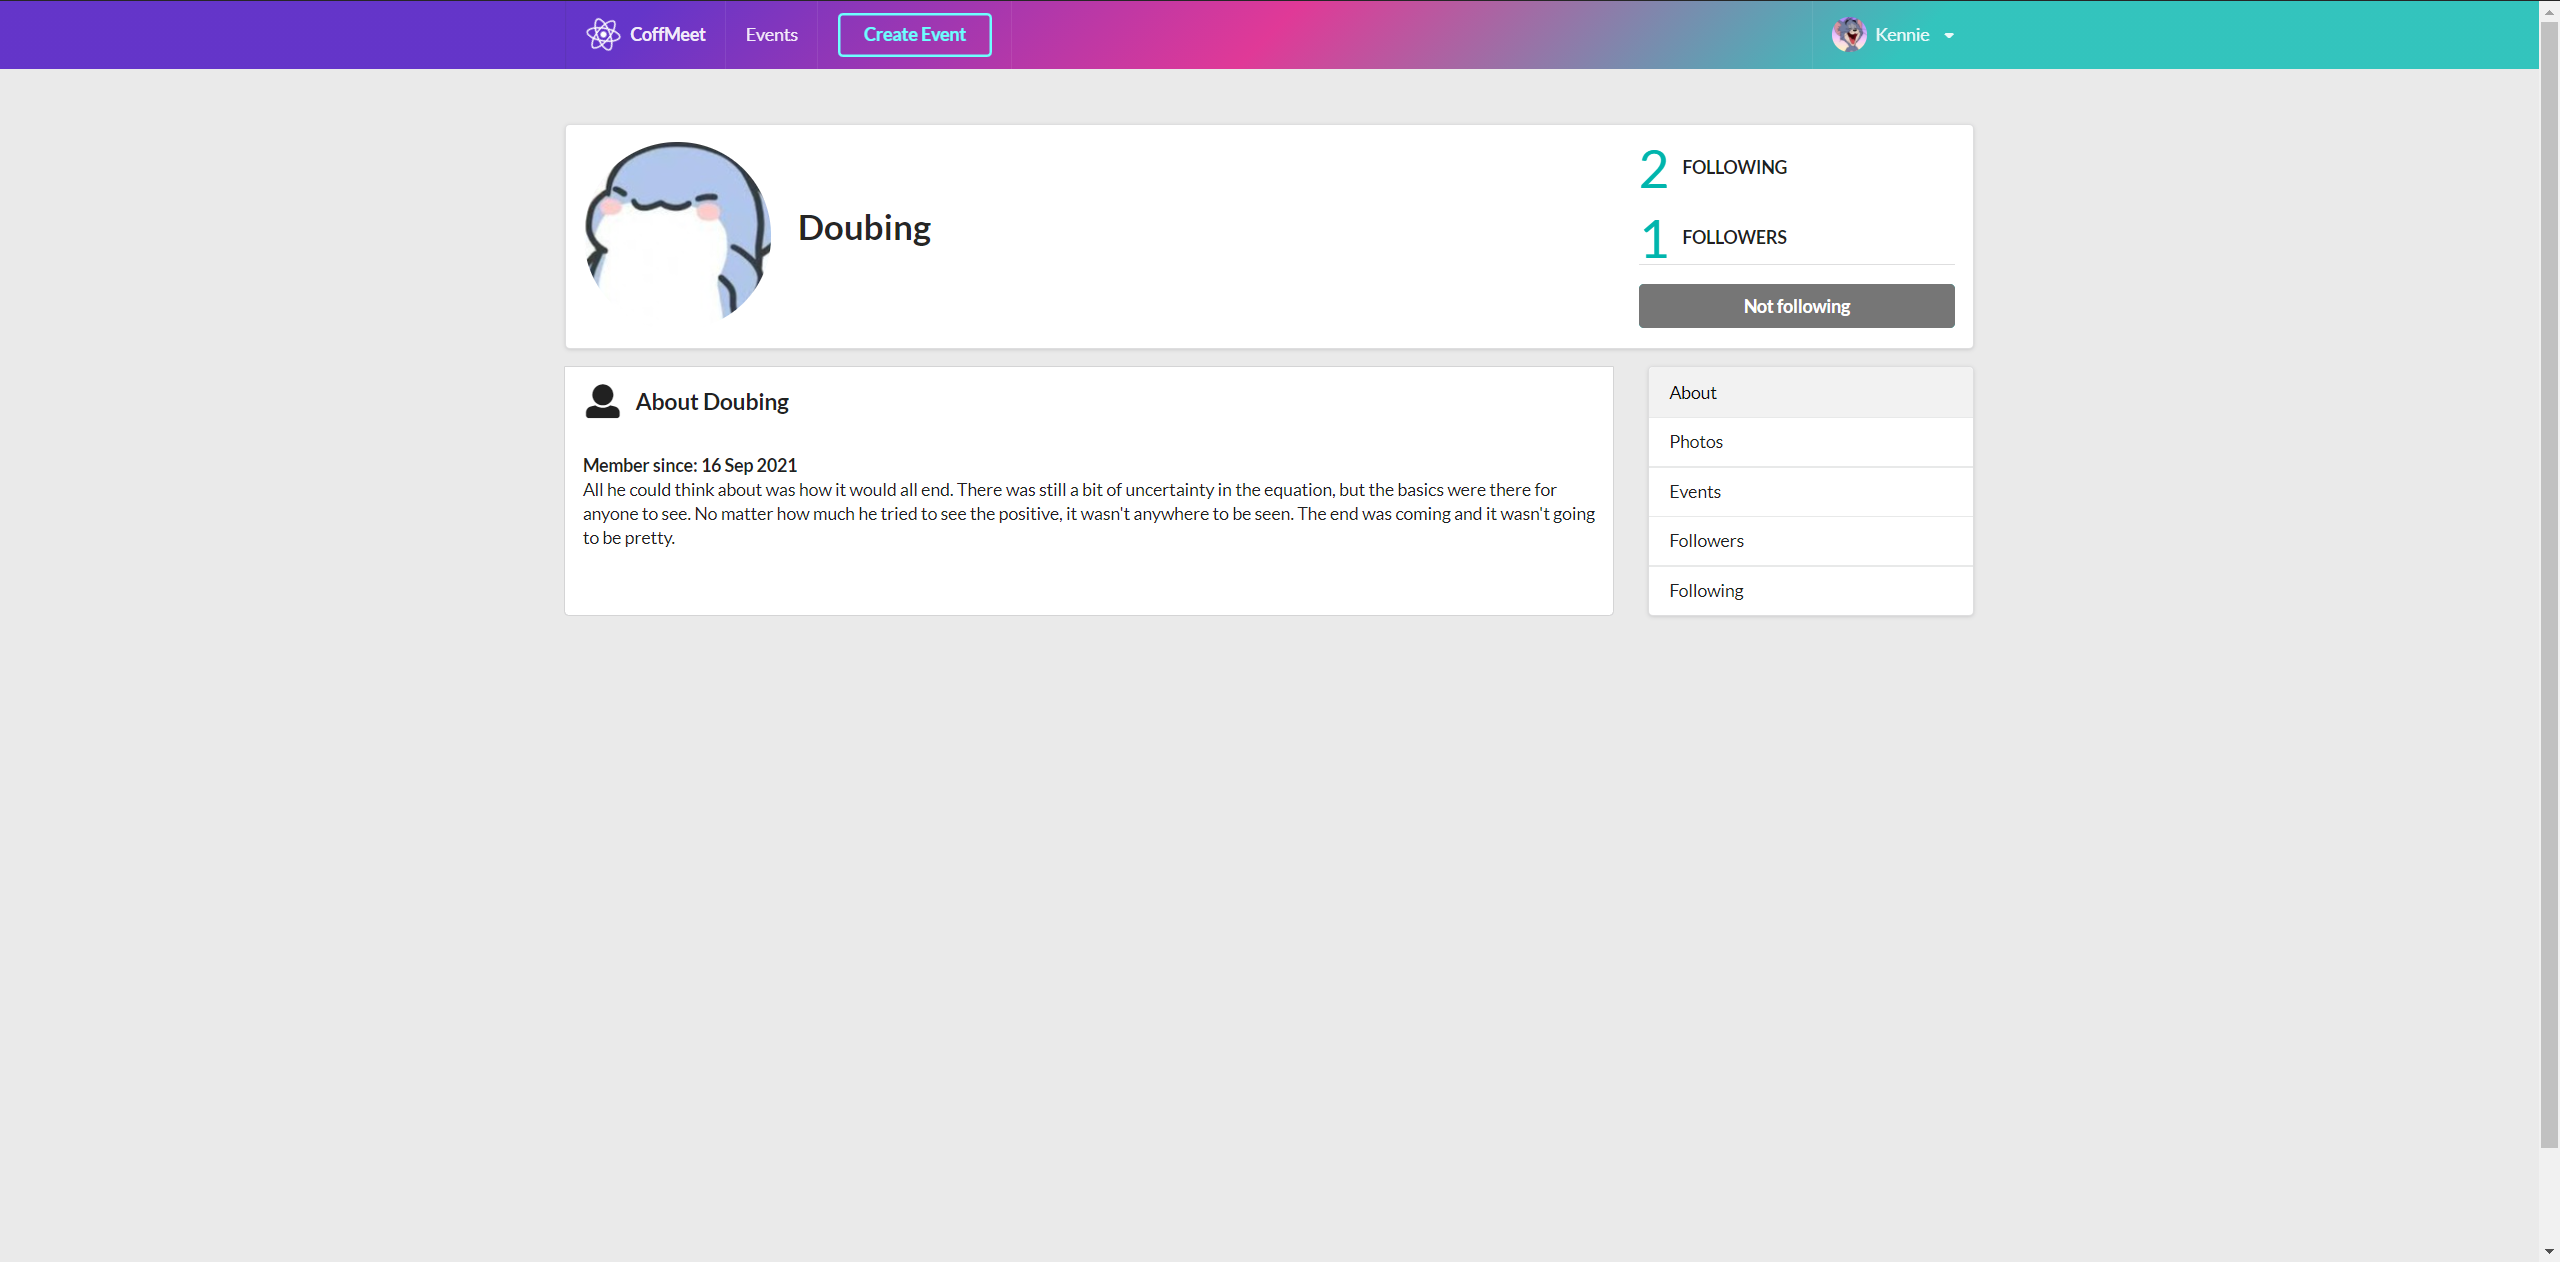 CoffMeet
Events
Create Event
Kennie
Doubing
2 FOLLOWING
1 FOLLOWERS
Not following
About Doubing
Member since: 16 Sep 2021
All he could think about was how it would all end. There was still a bit of uncertainty in the equation, but the basics were there for
anyone to see. No matter how much he tried to see the positive, it wasn't anywhere to be seen. The end was coming and it wasn't going
to be pretty.
About
Photos
Events
Followers
Following